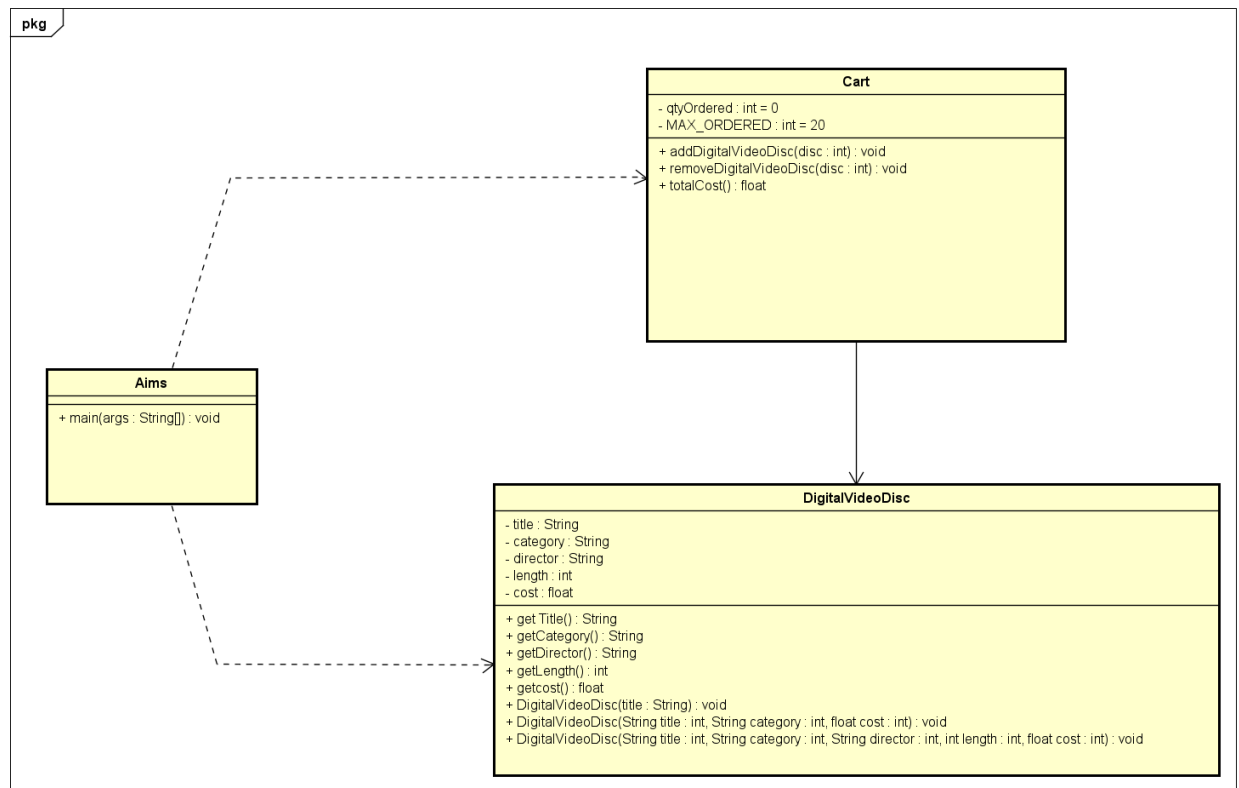 pkg
Cart
- qtyOrdered : int = 0
- MAX_ORDERED : int = 20
+ addDigitalVideoDisc(disc : int) : void
+ removeDigitalVideoDisc(disc : int) : void
+ totalCost() : float
Aims
+ main(args : String[]) : void
DigitalVideoDisc
- title : String
- category : String
- director : String
- length : int
- cost : float
+ get Title() : String
+ getCategory() : String
+ getDirector() : String
+ getLength() : int
+ getcost() : float
+ DigitalVideoDisc(title : String) : void
+ DigitalVideoDisc(String title : int, String category : int, float cost : int) : void
+ DigitalVideoDisc(String title : int, String category : int, String director : int, int length : int, float cost : int) : void